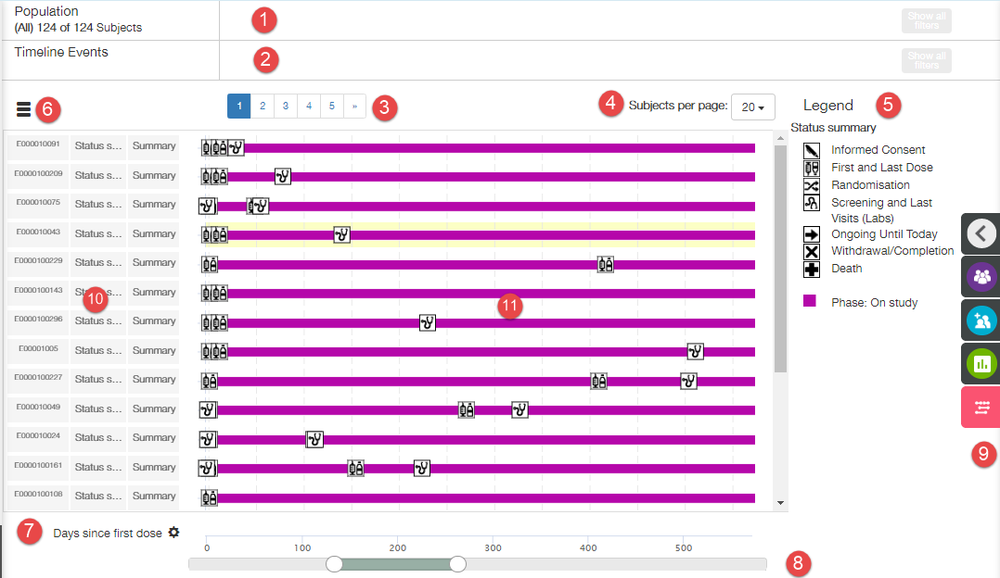 Population
(All) 124 of 124 Subjects
1
Show all
filters
Timeline Events
2
Show all
filters
6
1 2 3 4 5 »
3
4
Subjects per page: 20
Legend
5
Status summary
Informed Consent
First and Last Dose
Randomisation
Screening and Last
Visits (Labs)
Ongoing Until Today
Withdrawal/Completion
Death
Phase: On study
E000010091 Status s... Summary
E0000100209 Status s... Summary
E000010075 Status s... Summary
E000010043 Status s... Summary
E0000100229 Status s... Summary
E0000100143 Status s... Summary
10
11
E0000100296 Status s... Summary
E00001005 Status s... Summary
E0000100227 Status s... Summary
E000010049 Status s... Summary
E000010024 Status s... Summary
E0000100161 Status s... Summary
E0000100108 Status s... Summary
9
7
Days since first dose
0 100 200 300 400 500
8